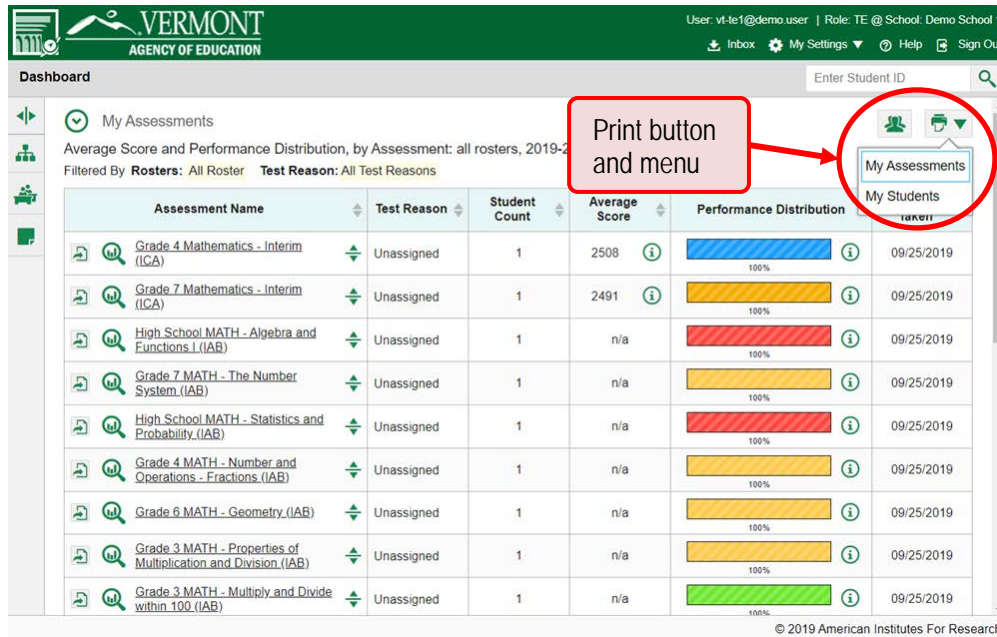 VERMONT
AGENCY OF EDUCATION
User: vt-te1@demo.user | Role: TE @ School: Demo School
Inbox My Settings Help Sign Ou
Dashboard
Enter Student ID
My Assessments
Average Score and Performance Distribution, by Assessment: all rosters, 2019-2
Filtered By Rosters: All Roster Test Reason: All Test Reasons
Print button
and menu
My Assessments
My Students
Assessment Name
Test Reason
Student
Count
Average
Score
Performance Distribution
Taken
Grade 4 Mathematics - Interim
(ICA)
Unassigned 1 2508 100% 09/25/2019
Grade 7 Mathematics - Interim
(ICA)
Unassigned 1 2491 100% 09/25/2019
High School MATH - Algebra and
Functions I (IAB)
Unassigned 1 n/a 100% 09/25/2019
Grade 7 MATH - The Number
System (IAB)
Unassigned 1 n/a 100% 09/25/2019
High School MATH - Statistics and
Probability (IAB)
Unassigned 1 n/a 100% 09/25/2019
Grade 4 MATH - Number and
Operations - Fractions (IAB)
Unassigned 1 n/a 100% 09/25/2019
Grade 6 MATH - Geometry (IAB)
Unassigned 1 n/a 100% 09/25/2019
Grade 3 MATH - Properties of
Multiplication and Division (IAB)
Unassigned 1 n/a 100% 09/25/2019
Grade 3 MATH - Multiply and Divide
within 100 (IAB)
Unassigned 1 n/a 100% 09/25/2019
© 2019 American Institutes For Research